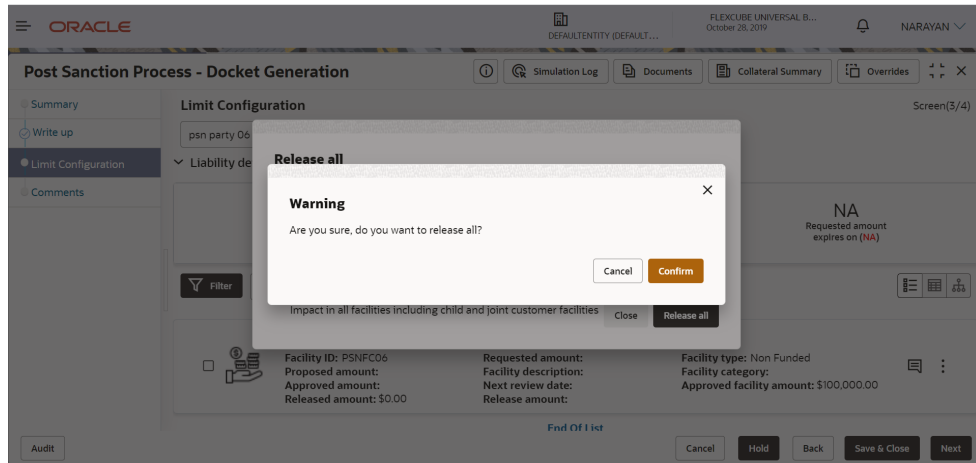 ORACLE
DEFAULTENTITY (DEFAULT...
FLEXCUBE UNIVERSAL B...
October 28, 2019
NARAYAN
Post Sanction Process - Docket Generation
Simulation Log
Documents
Collateral Summary
Overrides
Summary
Write up
Limit Configuration
Comments
Limit Configuration
Screen(3/4)
psn party 06
Liability de
Release all
Warning
Are you sure, do you want to release all?
Cancel
Confirm
NA
Requested amount
expires on (NA)
Filter
Impact in all facilities including child and joint customer facilities
Close
Release all
Facility ID: PSNFC06
Proposed amount:
Approved amount:
Released amount: $0.00
Requested amount:
Facility description:
Next review date:
Release amount:
Facility type: Non Funded
Facility category:
Approved facility amount: $100,000.00
End Of List
Audit
Cancel
Hold
Back
Save & Close
Next